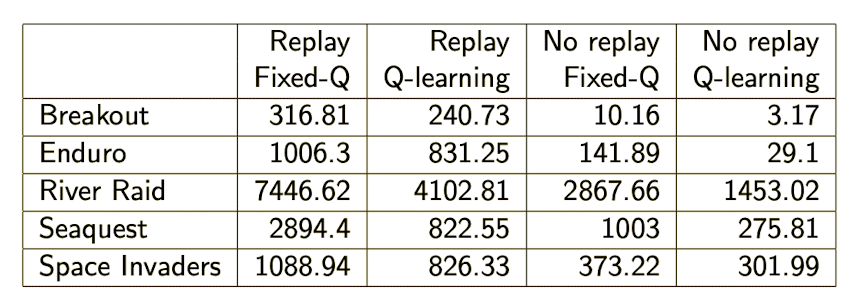 Replay Replay No replay No replay
Fixed-Q Q-learning Fixed-Q Q-learning
Breakout 316.81 240.73 10.16 3.17
Enduro 1006.3 831.25 141.89 29.1
River Raid 7446.62 4102.81 2867.66 1453.02
Seaquest 2894.4 822.55 1003 275.81
Space Invaders 1088.94 826.33 373.22 301.99